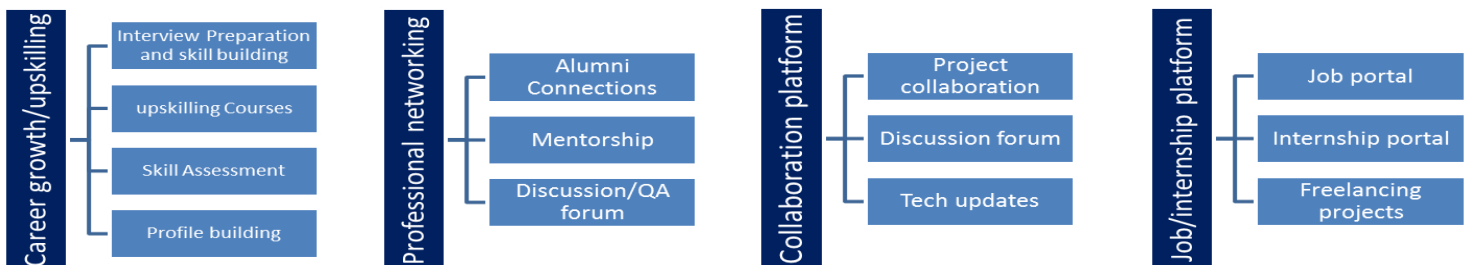 Career growth/upskilling
Interview Preparation
and skill building
upskilling Courses
Skill Assessment
Profile building
Professional networking
Alumni
Connections
Mentorship
Discussion/QA
forum
Collaboration platform
Project
collaboration
Discussion forum
Tech updates
Job/internship platform
Job portal
Internship portal
Freelancing
projects